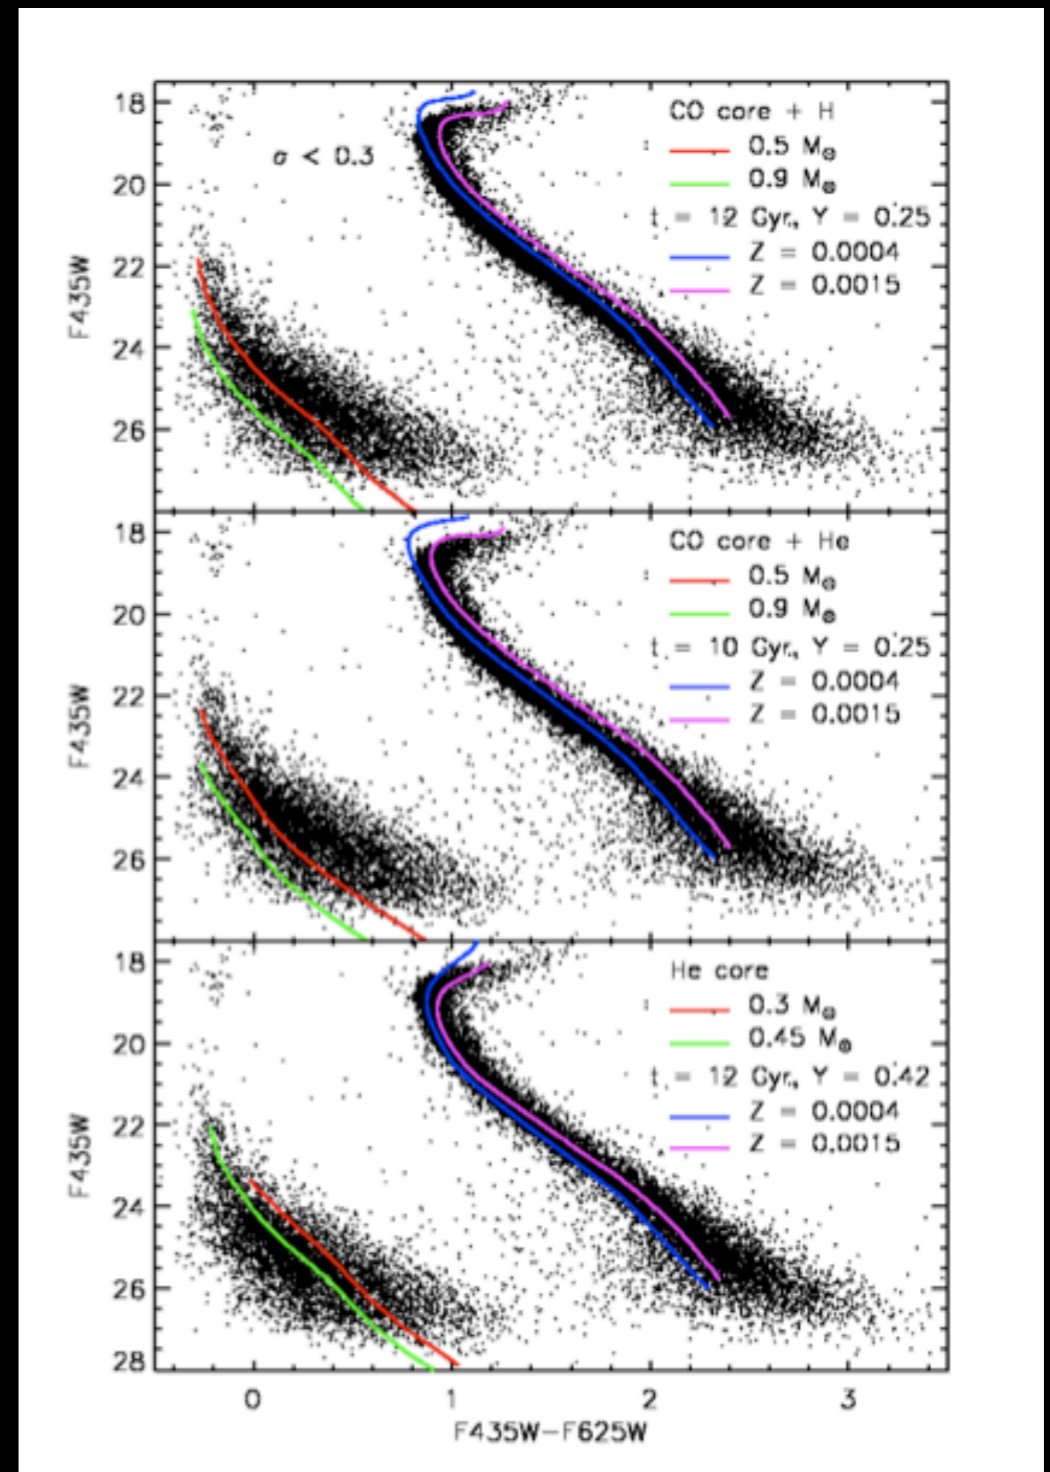 18
20
22
24
26
F435W
σ < 0.3
CO core + H
0.5 M⊙
0.9 M⊙
t = 12 Gyr., Y = 0.25
Z = 0.0004
Z = 0.0015
18
20
22
24
26
F435W
CO core + He
0.5 M⊙
0.9 M⊙
t = 10 Gyr., Y = 0.25
Z = 0.0004
Z = 0.0015
18
20
22
24
26
28
F435W
He core
0.3 M⊙
0.45 M⊙
t = 12 Gyr., Y = 0.42
Z = 0.0004
Z = 0.0015
0 1 2 3
F435W−F625W